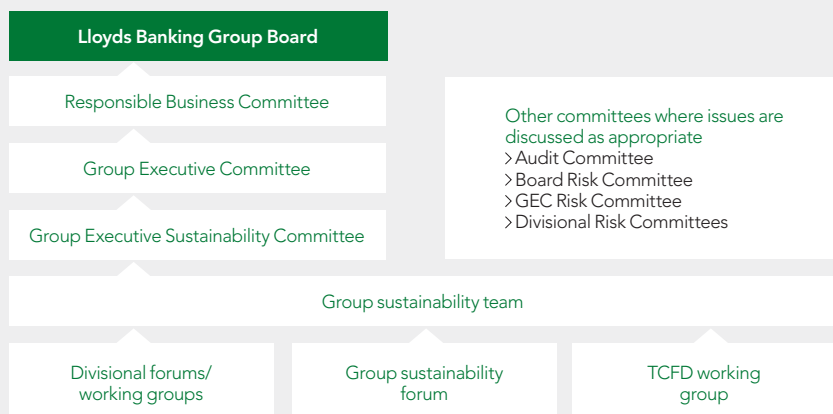 Lloyds Banking Group Board
Responsible Business Committee
Group Executive Committee
Group Executive Sustainability Committee
Other committees where issues are
discussed as appropriate
> Audit Committee
> Board Risk Committee
> GEC Risk Committee
> Divisional Risk Committees
Group sustainability team
Divisional forums/
working groups
Group sustainability
forum
TCFD working
group